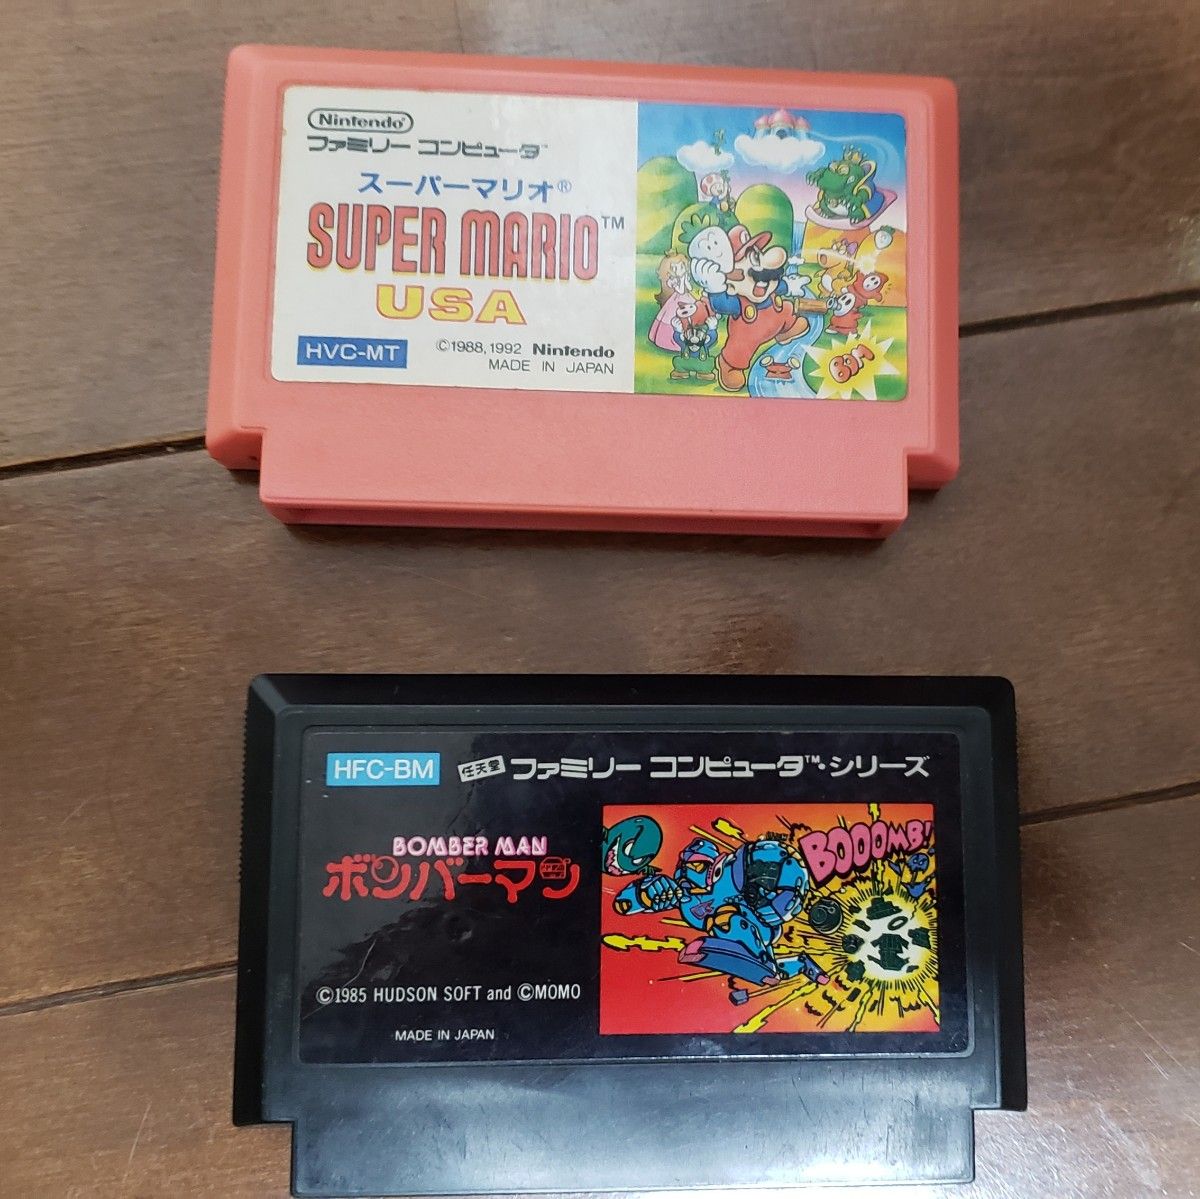 Nintendo
ファミリー コンピュータ™
スーパーマリオ®
SUPER MARIO™
USA
HVC-MT
©1988, 1992 Nintendo
MADE IN JAPAN
HFC-BM 任天堂 ファミリー コンピュータ™・シリーズ
BOMBER MAN
ボンバーマン
BOOOMB!
©1985 HUDSON SOFT and ©MOMO
MADE IN JAPAN